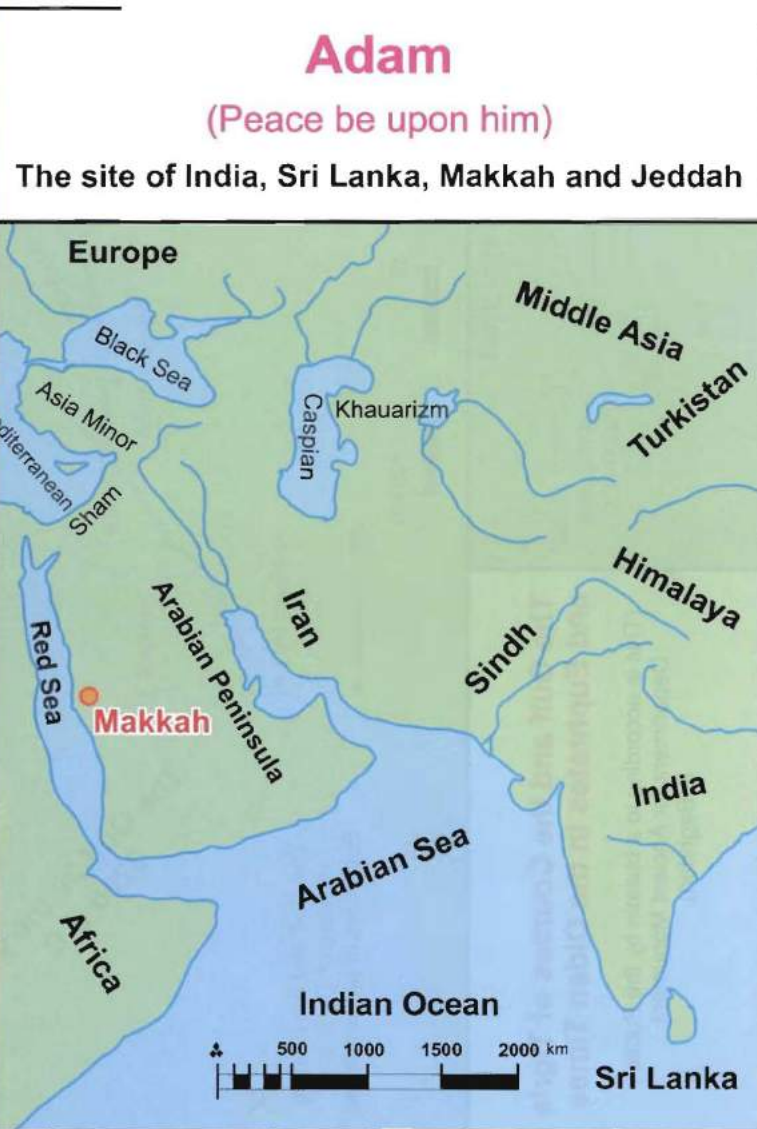 Adam
(Peace be upon him)
The site of India, Sri Lanka, Makkah and Jeddah
Europe
Middle Asia
Black Sea
Turkistan
Asia Minor
Caspian
Khauarizm
editerranean
Sham
Himalaya
Iran
Arabian Peninsula
Sindh
Red Sea
Makkah
India
Arabian Sea
Africa
Indian Ocean
500 1000 1500 2000 km
Sri Lanka